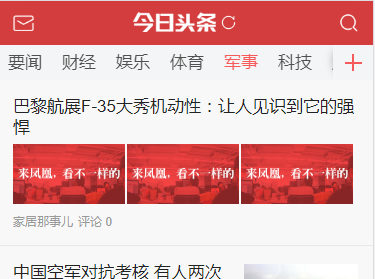 今日头条
要闻 财经 娱乐 体育 军事 科技
巴黎航展F-35大秀机动性：让人见识到它的强
悍
来凤凰，看不一样的 来凤凰，看不一样的 来凤凰，看不一样的
家居那事儿 评论 0
中国空军对抗考核 有人两次